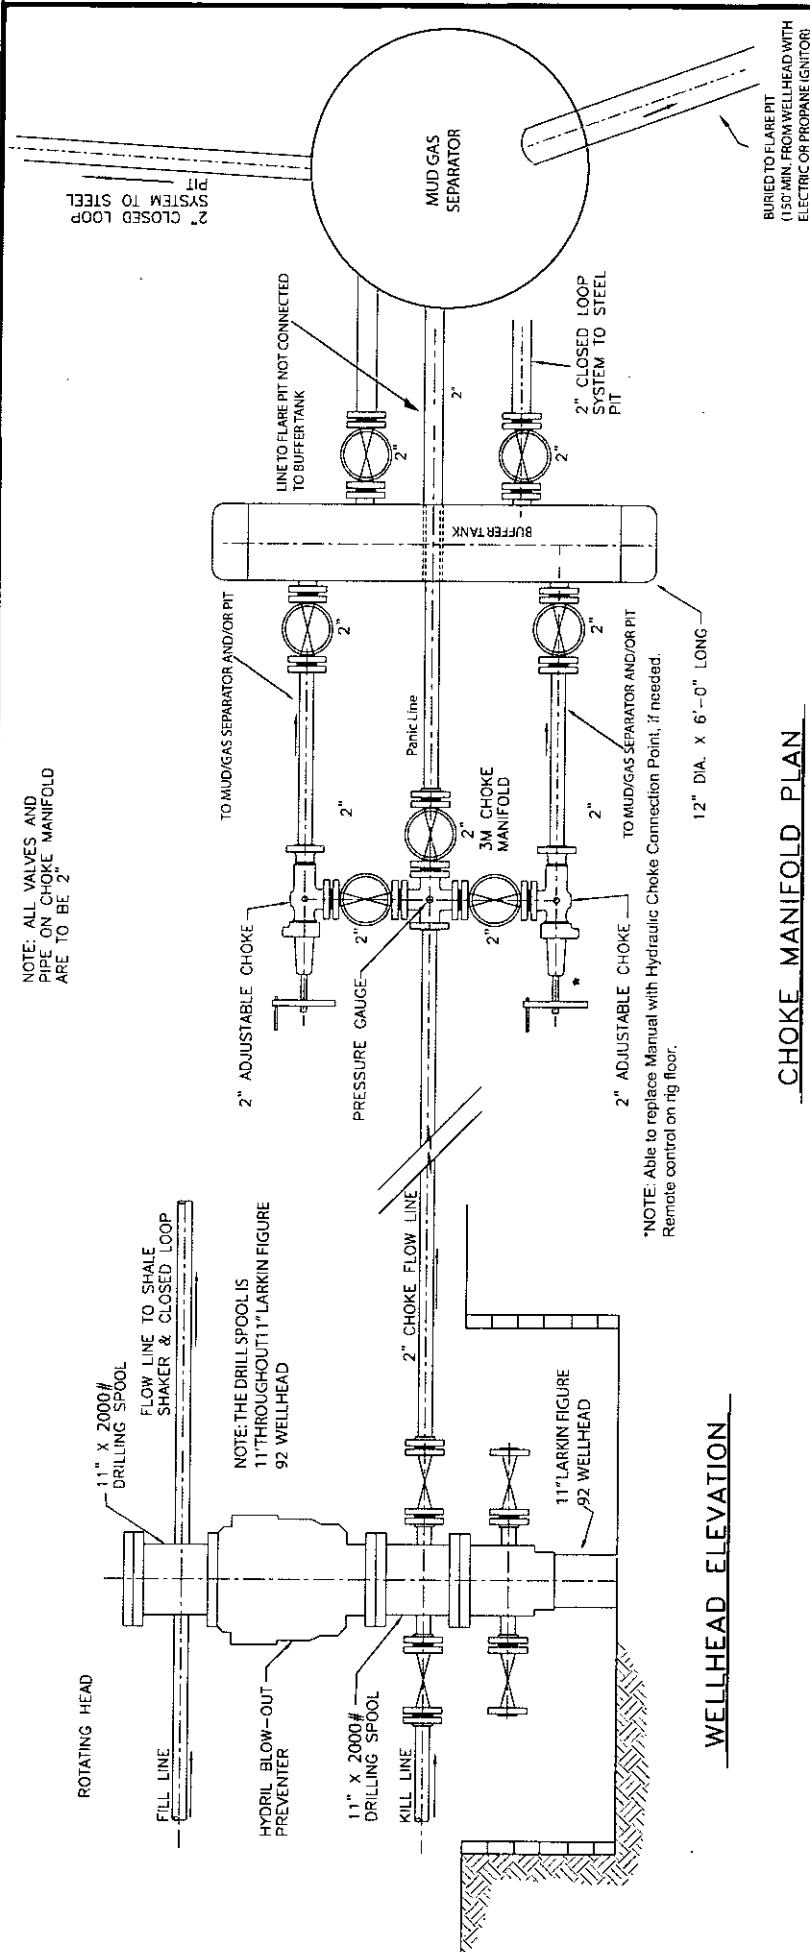 ROTATING HEAD
FILL LINE
11" X 2000#
DRILLING SPOOL
FLOW LINE TO SHALE
SHAKER & CLOSED LOOP
HYDRIL BLOW-OUT
PREVENTER
NOTE: THE DRILL SPOOL IS
11' THROUGHOUT 11" LARKIN FIGURE
92 WELLHEAD
11" X 2000#
DRILLING SPOOL
KILL LINE
2" CHOKE FLOW LINE
11" LARKIN FIGURE
92 WELLHEAD
WELLHEAD ELEVATION
NOTE: ALL VALVES AND
PIPE ON CHOKE MANIFOLD
ARE TO BE 2"
2" ADJUSTABLE CHOKE
PRESSURE GAUGE
2" ADJUSTABLE CHOKE
*
*NOTE: Able to replace Manual with Hydraulic Choke Connection Point, if needed.
Remote control on rig floor.
TO MUD/GAS SEPARATOR AND/OR PIT
2"
2"
2"
Panic Line
2"
3M CHOKE
MANIFOLD
2"
2"
2"
TO MUD/GAS SEPARATOR AND/OR PIT
12" DIA. X 6'-0" LONG
BUFFER TANK
LINE TO FLARE PIT NOT CONNECTED
TO BUFFER TANK
2"
2"
2"
2" CLOSED LOOP
SYSTEM TO STEEL
PIT
2" CLOSED LOOP
SYSTEM TO STEEL
PIT
MUD GAS
SEPARATOR
BURIED TO FLARE PIT
(150' MIN. FROM WELLHEAD WITH
ELECTRIC OR PROPANE IGNITOR)
CHOKE MANIFOLD PLAN